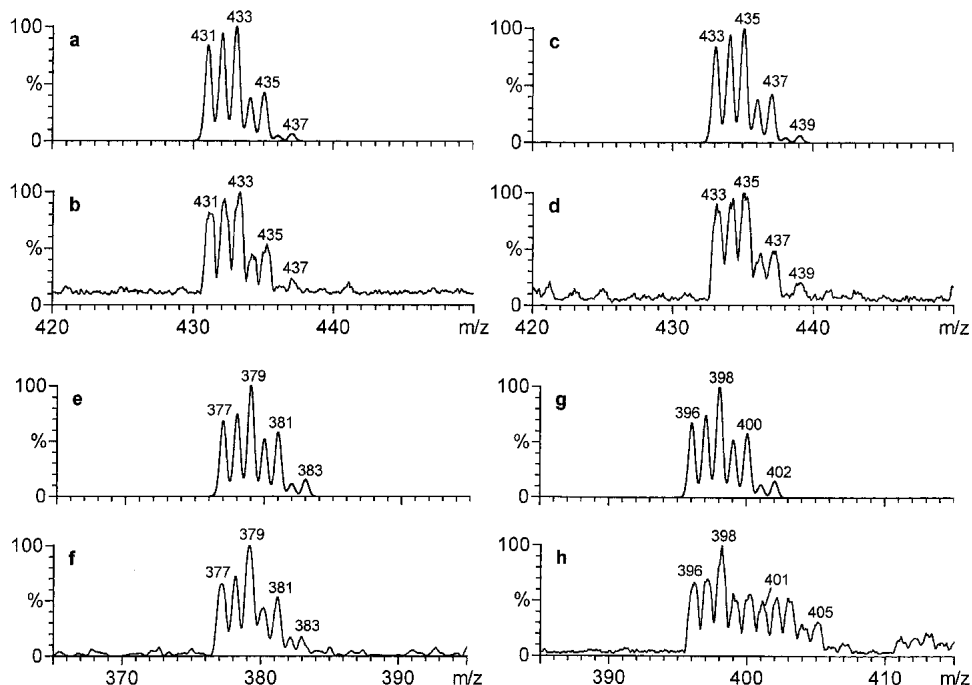 100 a 431 433 435 437 % 0
100 c 433 435 437 439 % 0
100 b 431 433 435 437 % 0
420 430 440 m/z
100 d 433 435 437 439 % 0
420 430 440 m/z
100 e 377 379 381 383 % 0
100 g 396 398 400 402 % 0
100 f 377 379 381 383 % 0
370 380 390 m/z
100 h 396 398 401 405 % 0
390 400 410 m/z